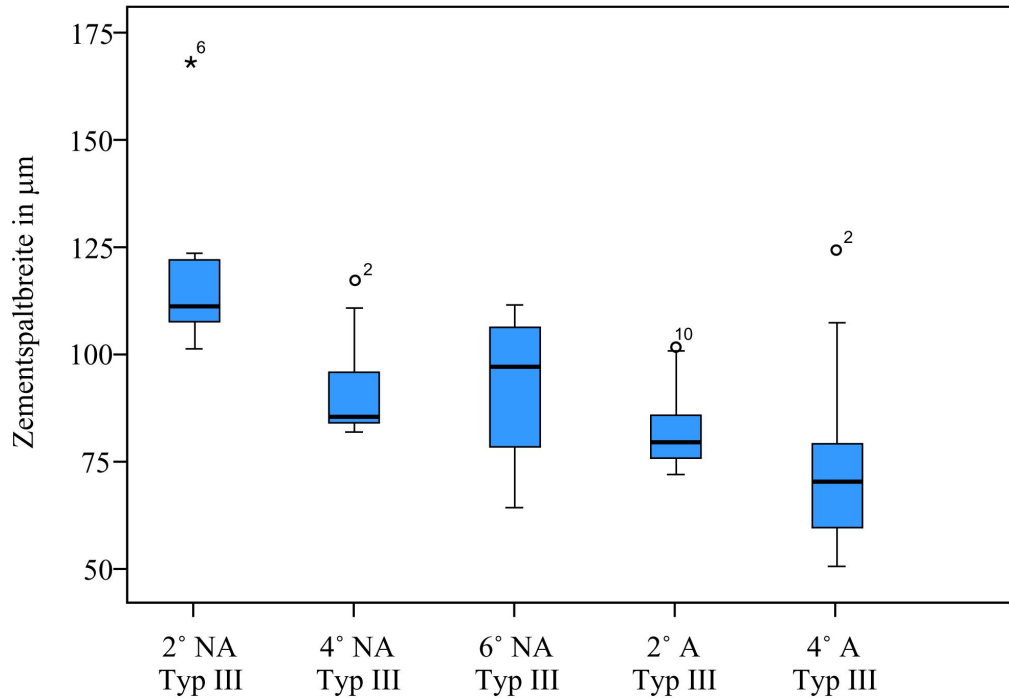 Zementspaltbreite in µm
175
150
125
100
75
50
*6
2
10
2
2° NA
Typ III
4° NA
Typ III
6° NA
Typ III
2° A
Typ III
4° A
Typ III